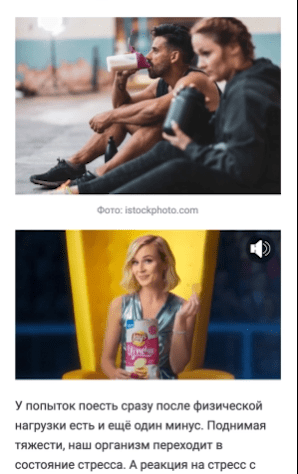 Фото: istockphoto.com
Lay's
У попыток поесть сразу после физической
нагрузки есть и ещё один минус. Поднимая
тяжести, наш организм переходит в
состояние стресса. А реакция на стресс с